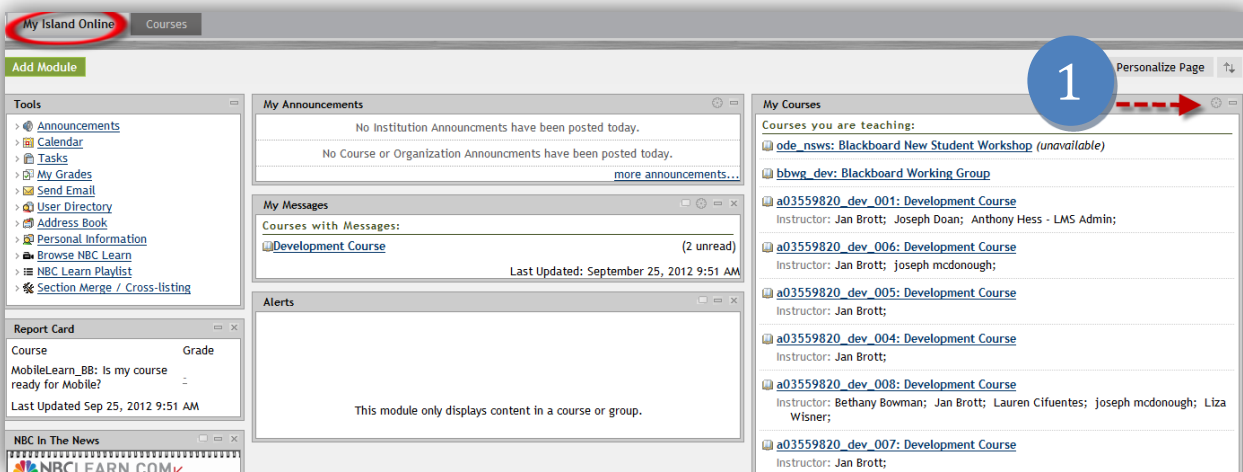 My Island Online
Courses
Add Module
1
Personalize Page
Tools
Announcements
Calendar
Tasks
My Grades
Send Email
User Directory
Address Book
Personal Information
Browse NBC Learn
NBC Learn Playlist
Section Merge / Cross-listing
Report Card
Course Grade
MobileLearn_BB: Is my course
ready for Mobile? -
Last Updated Sep 25, 2012 9:51 AM
NBC In The News
NBCLEARN.COM
My Announcements
No Institution Announcments have been posted today.
No Course or Organization Announcments have been posted today.
more announcements...
My Messages
Courses with Messages:
Development Course (2 unread)
Last Updated: September 25, 2012 9:51 AM
Alerts
This module only displays content in a course or group.
My Courses
Courses you are teaching:
ode_nsws: Blackboard New Student Workshop (unavailable)
bbwg_dev: Blackboard Working Group
a03559820_dev_001: Development Course
Instructor: Jan Brott; Joseph Doan; Anthony Hess - LMS Admin;
a03559820_dev_006: Development Course
Instructor: Jan Brott; joseph mcdonough;
a03559820_dev_005: Development Course
Instructor: Jan Brott;
a03559820_dev_004: Development Course
Instructor: Jan Brott;
a03559820_dev_008: Development Course
Instructor: Bethany Bowman; Jan Brott; Lauren Cifuentes; joseph mcdonough; Liza
Wisner;
a03559820_dev_007: Development Course
Instructor: Jan Brott;